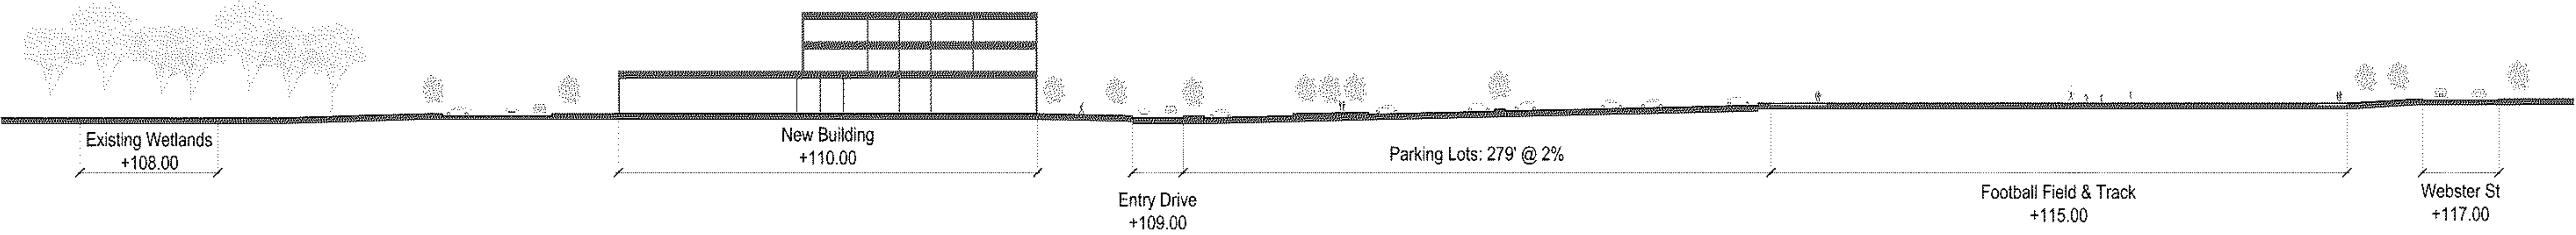 Existing Wetlands
+108.00
New Building
+110.00
Entry Drive
+109.00
Parking Lots: 279' @ 2%
Football Field & Track
+115.00
Webster St
+117.00